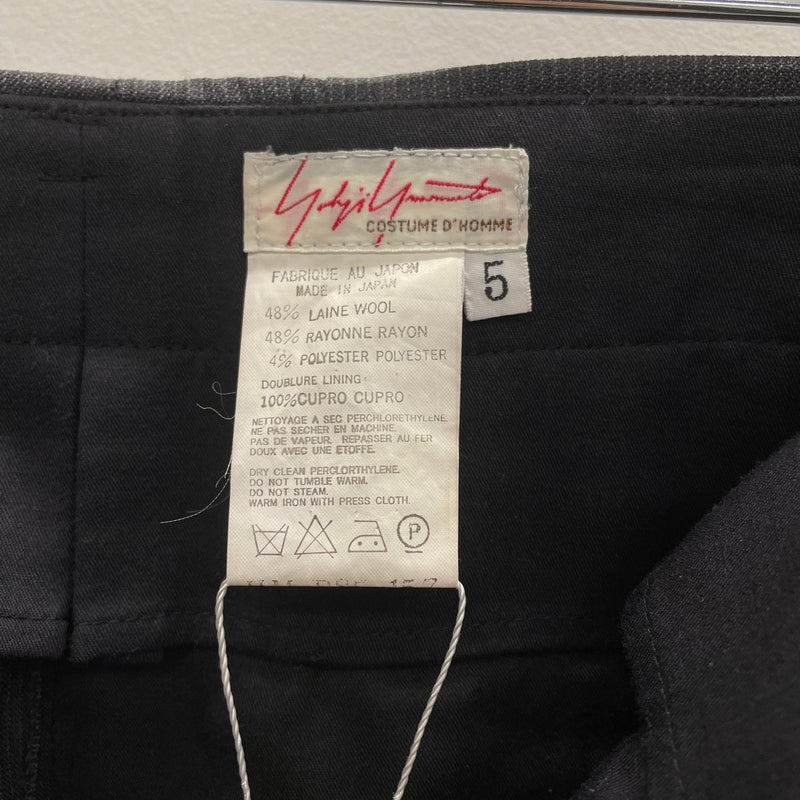 Yohji Yamamoto
COSTUME D'HOMME
5
FABRIQUE AU JAPON
MADE IN JAPAN
48% LAINE WOOL
48% RAYONNE RAYON
4% POLYESTER POLYESTER
DOUBLURE LINING
100%CUPRO CUPRO
NETTOYAGE A SEC PERCHLORETHYLENE.
NE PAS SECHER EN MACHINE.
PAS DE VAPEUR. REPASSER AU FER
DOUX AVEC UNE ETOFFE.
DRY CLEAN PERCLORTHYLENE.
DO NOT TUMBLE WARM.
DO NOT STEAM.
WARM IRON WITH PRESS CLOTH.
P